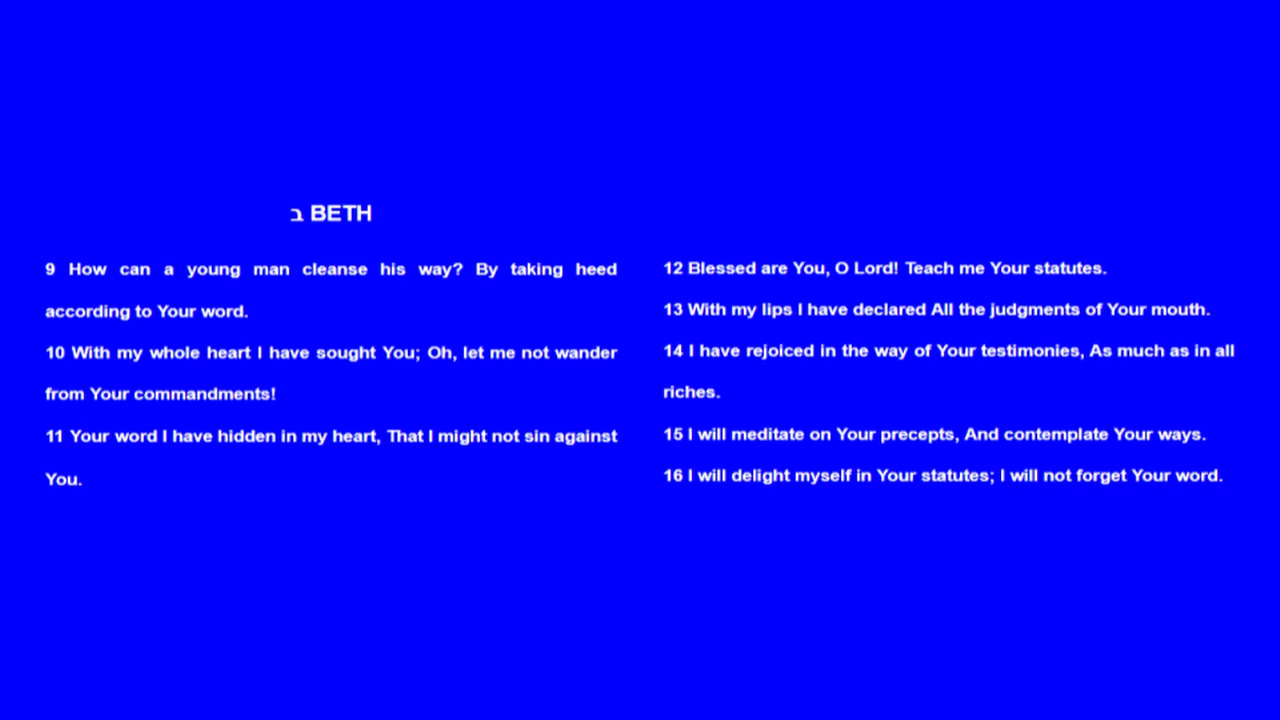 ב BETH
9 How can a young man cleanse his way? By taking heed
according to Your word.
10 With my whole heart I have sought You; Oh, let me not wander
from Your commandments!
11 Your word I have hidden in my heart, That I might not sin against
You.
12 Blessed are You, O Lord! Teach me Your statutes.
13 With my lips I have declared All the judgments of Your mouth.
14 I have rejoiced in the way of Your testimonies, As much as in all
riches.
15 I will meditate on Your precepts, And contemplate Your ways.
16 I will delight myself in Your statutes; I will not forget Your word.